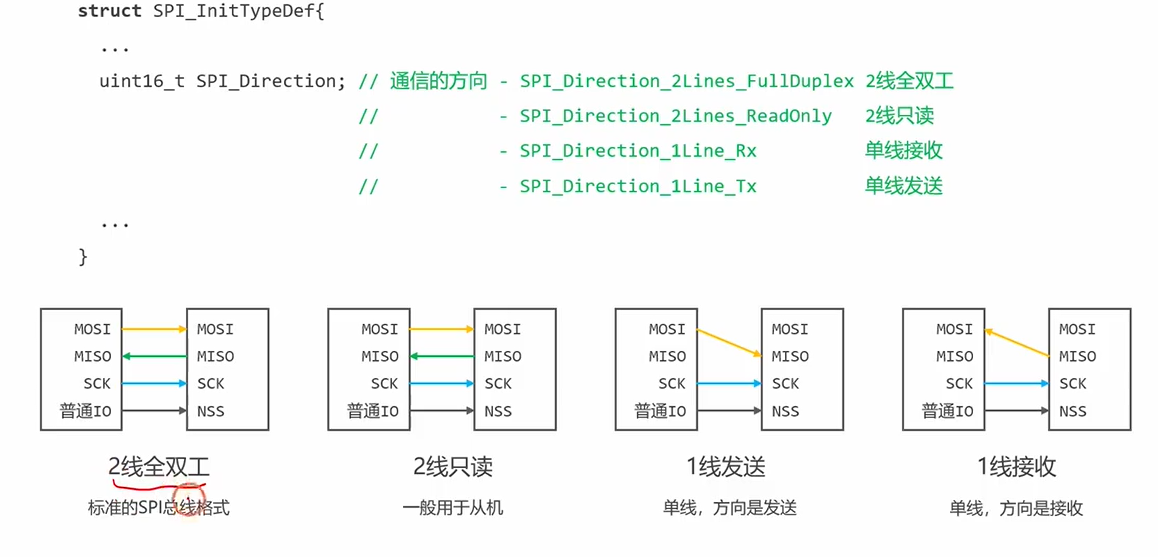 struct SPI_InitTypeDef{
...
uint16_t SPI_Direction; // 通信的方向 - SPI_Direction_2Lines_FullDuplex 2线全双工
// - SPI_Direction_2Lines_ReadOnly 2线只读
// - SPI_Direction_1Line_Rx 单线接收
// - SPI_Direction_1Line_Tx 单线发送
...
}
MOSI MOSI MOSI MOSI MOSI MOSI MOSI MOSI
MISO MISO MISO MISO MISO MISO MISO MISO
SCK SCK SCK SCK SCK SCK SCK SCK
普通IO NSS 普通IO NSS 普通IO NSS 普通IO NSS
2线全双工 2线只读 1线发送 1线接收
标准的SPI总线格式 一般用于从机 单线，方向是发送 单线，方向是接收